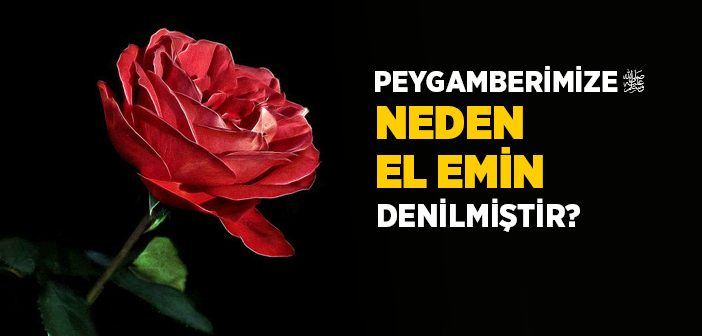 PEYGAMBERİMİZE ﷺ
NEDEN
EL EMİN
DENİLMİŞTİR?